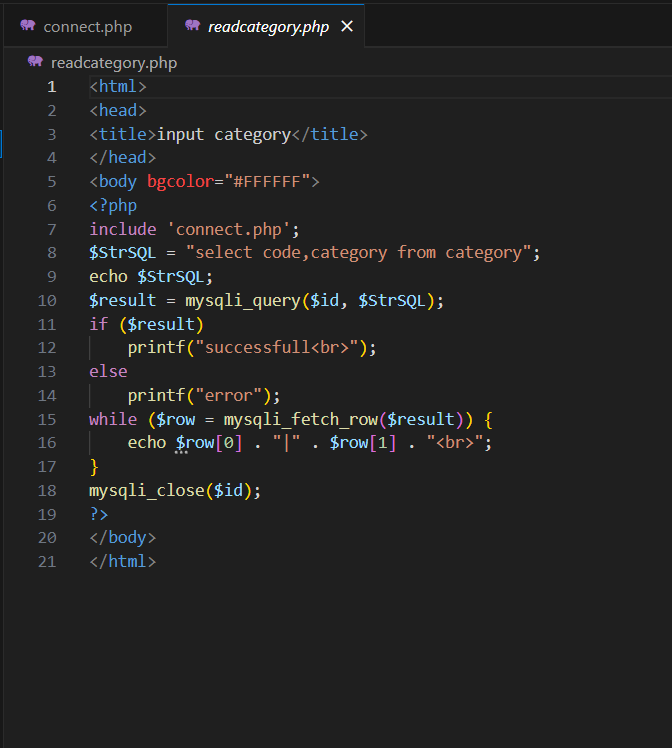 connect.php
readcategory.php
readcategory.php
1 <html>
2 <head>
3 <title>input category</title>
4 </head>
5 <body bgcolor="#FFFFFF">
6 <?php
7 include 'connect.php';
8 $StrSQL = "select code,category from category";
9 echo $StrSQL;
10 $result = mysqli_query($id, $StrSQL);
11 if ($result)
12     printf("successfull<br>");
13 else
14     printf("error");
15 while ($row = mysqli_fetch_row($result)) {
16     echo $row[0] . "|" . $row[1] . "<br>";
17 }
18 mysqli_close($id);
19 ?>
20 </body>
21 </html>